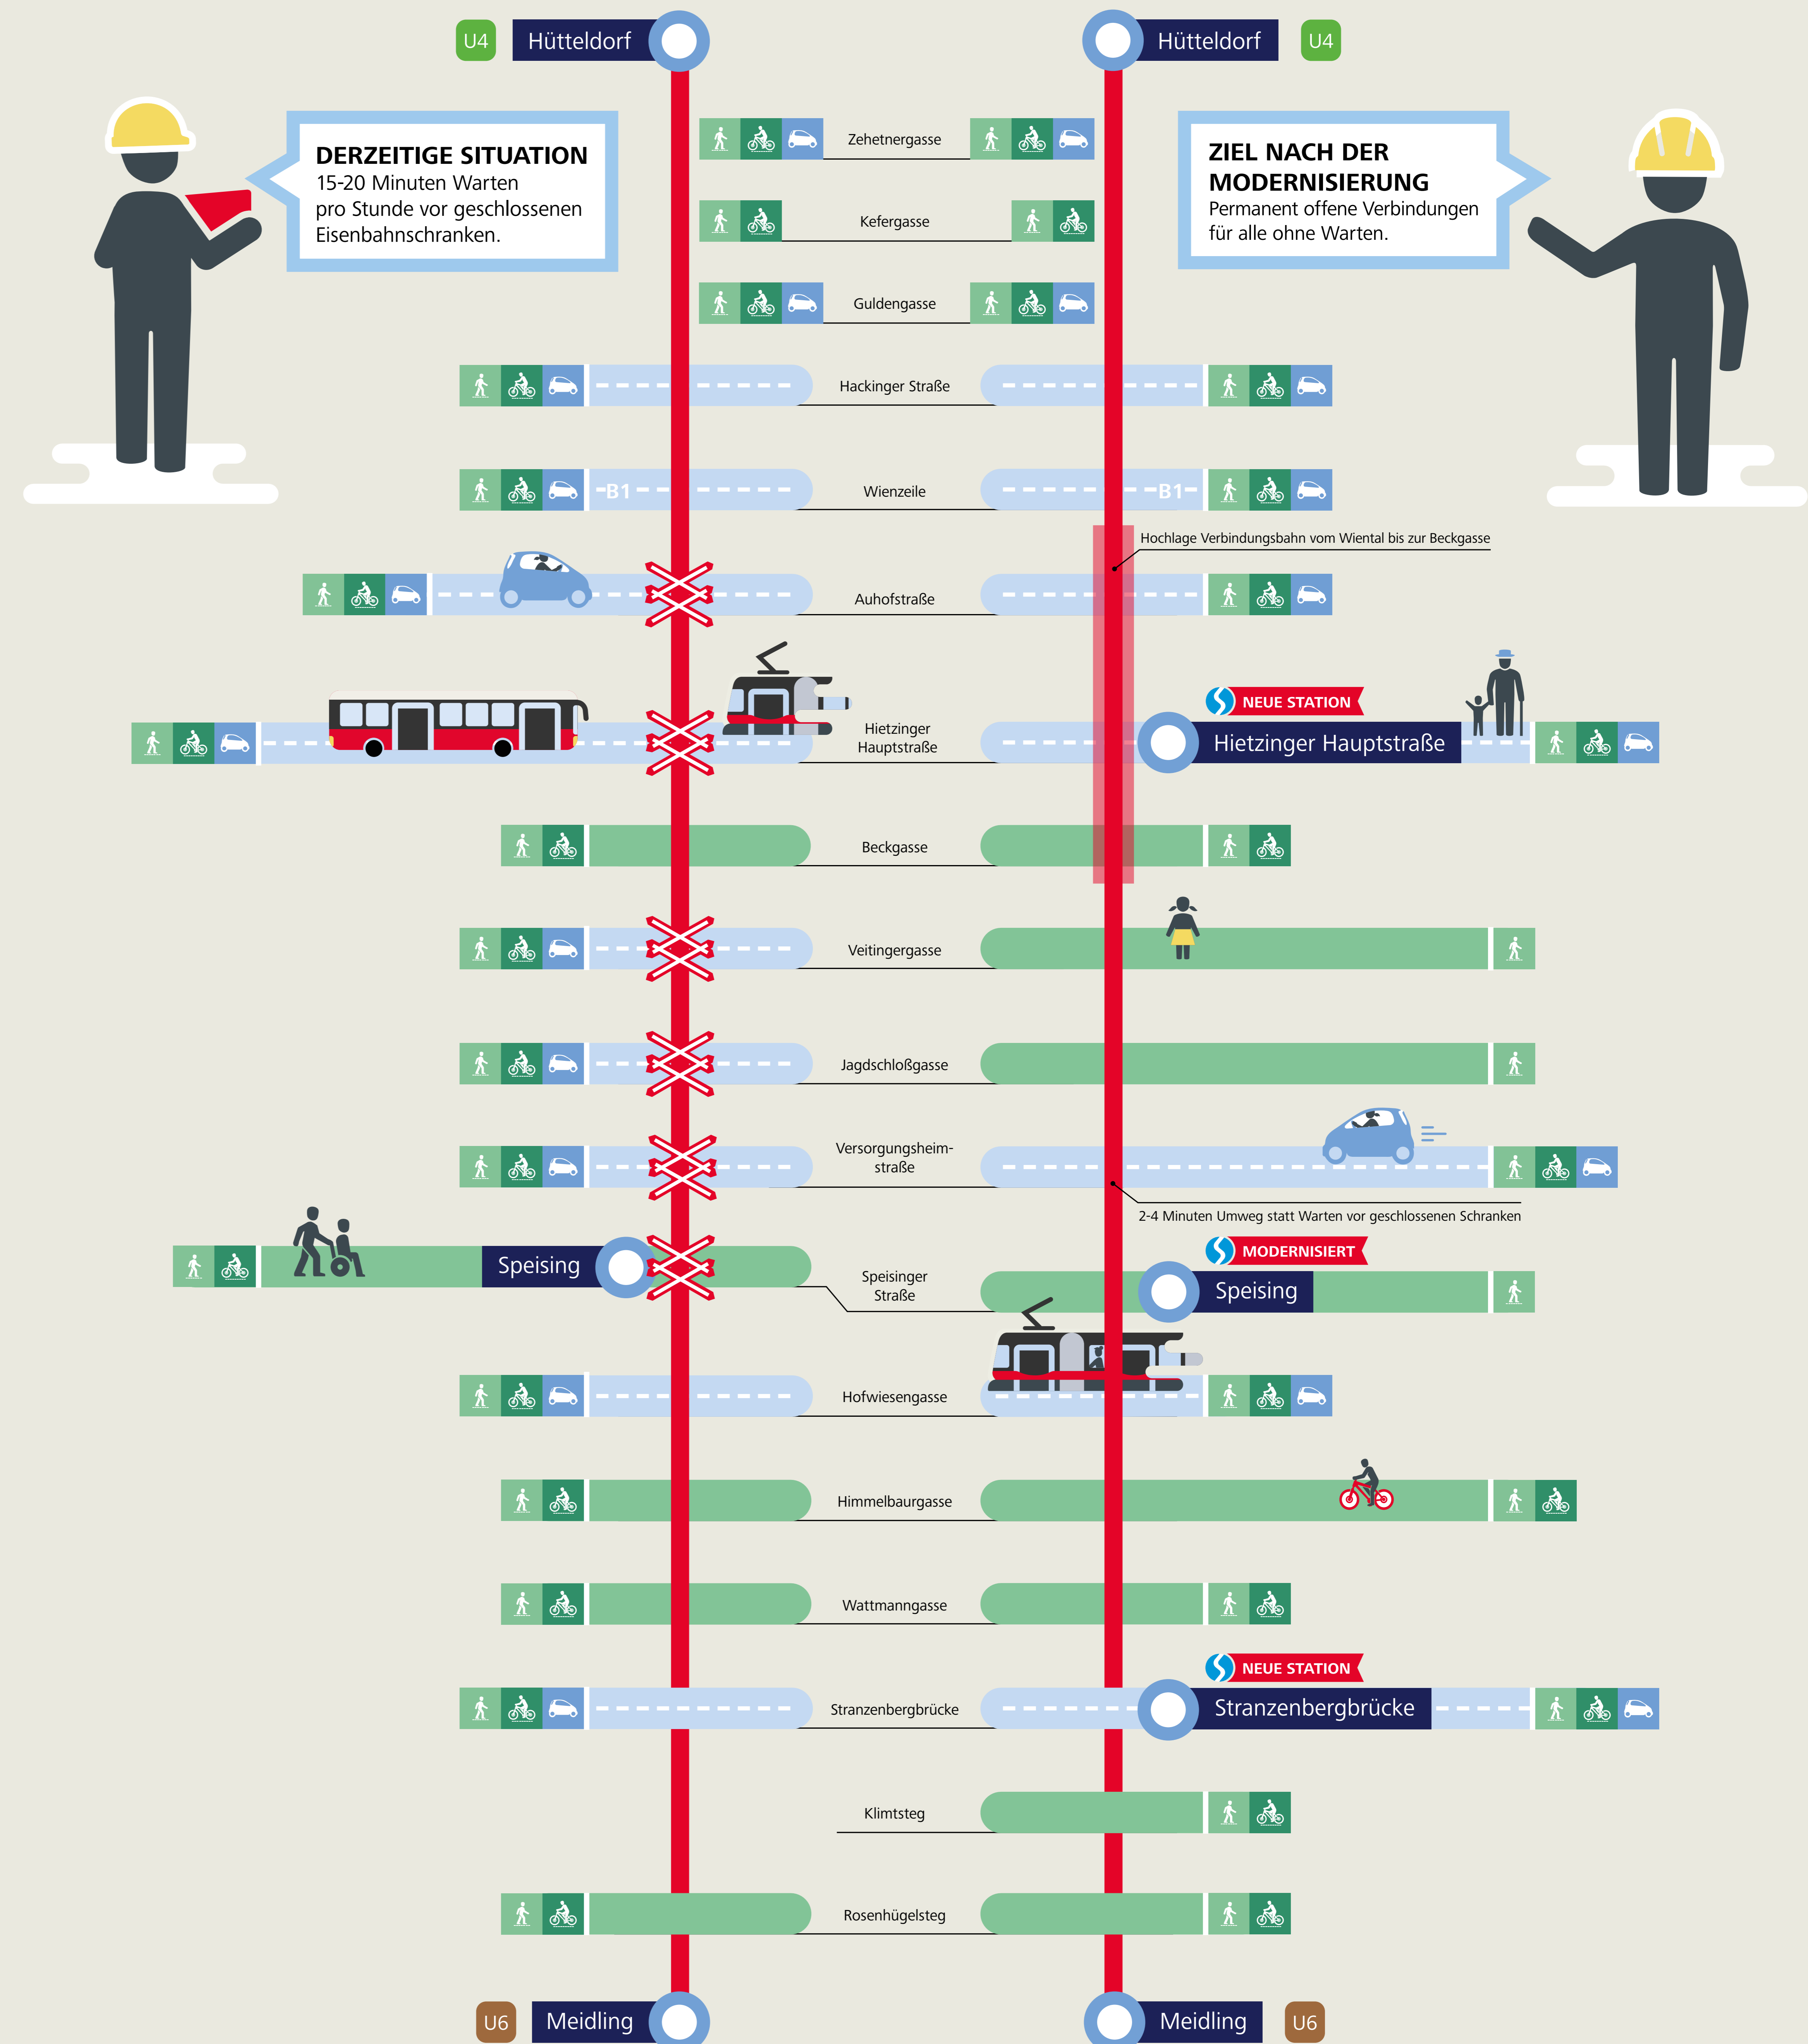 U4 Hütteldorf
Hütteldorf U4
DERZEITIGE SITUATION
15-20 Minuten Warten
pro Stunde vor geschlossenen
Eisenbahnschranken.
ZIEL NACH DER
MODERNISIERUNG
Permanent offene Verbindungen
für alle ohne Warten.
Zehetnergasse
Kefergasse
Guldengasse
Hackinger Straße
B1
Wienzeile
B1
Hochlage Verbindungsbahn vom Wiental bis zur Beckgasse
Auhofstraße
NEUE STATION
Hietzinger
Hauptstraße
Hietzinger Hauptstraße
Beckgasse
Veitingergasse
Jagdschloßgasse
Versorgungsheim-
straße
2-4 Minuten Umweg statt Warten vor geschlossenen Schranken
MODERNISIERT
Speising
Speisinger
Straße
Speising
Hofwiesengasse
Himmelbaurgasse
Wattmanngasse
NEUE STATION
Stranzenbergbrücke
Stranzenbergbrücke
Klimtsteg
Rosenhügelsteg
U6 Meidling
Meidling U6